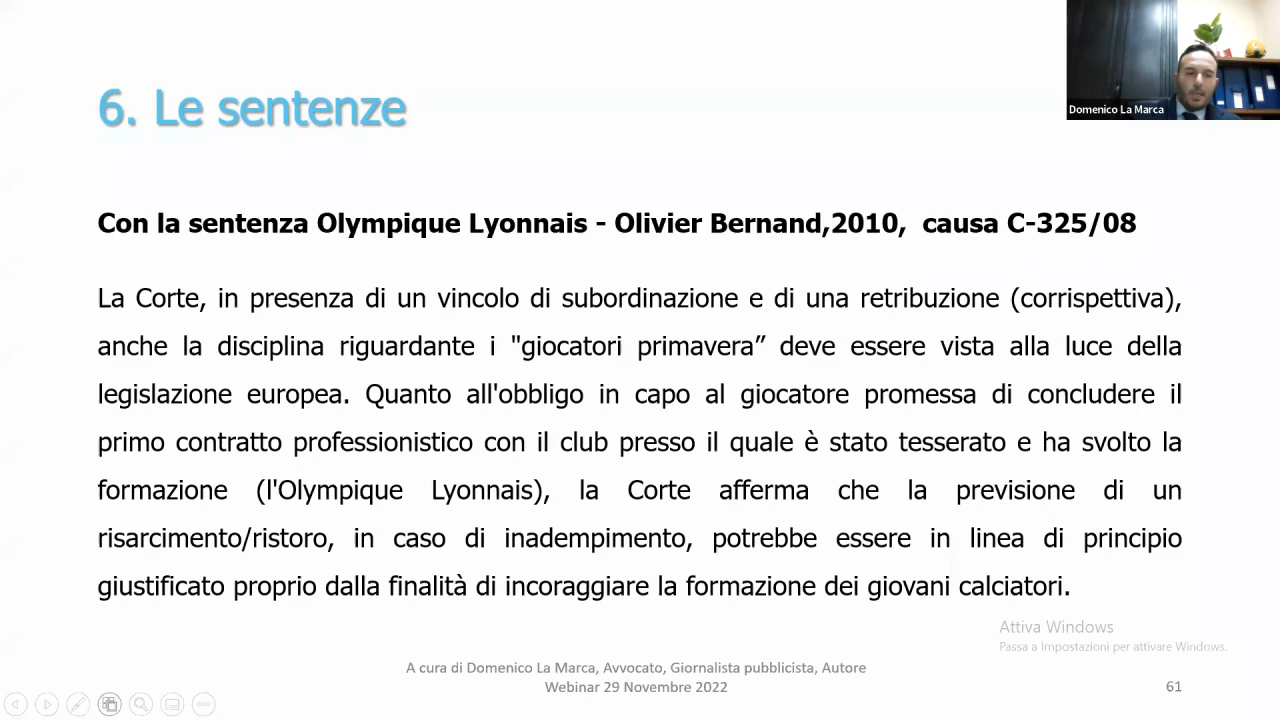 Domenico La Marca
6. Le sentenze
Con la sentenza Olympique Lyonnais - Olivier Bernand,2010, causa C-325/08
La Corte, in presenza di un vincolo di subordinazione e di una retribuzione (corrispettiva),
anche la disciplina riguardante i "giocatori primavera” deve essere vista alla luce della
legislazione europea. Quanto all'obbligo in capo al giocatore promessa di concludere il
primo contratto professionistico con il club presso il quale è stato tesserato e ha svolto la
formazione (l'Olympique Lyonnais), la Corte afferma che la previsione di un
risarcimento/ristoro, in caso di inadempimento, potrebbe essere in linea di principio
giustificato proprio dalla finalità di incoraggiare la formazione dei giovani calciatori.
Attiva Windows
Passa a Impostazioni per attivare Windows.
A cura di Domenico La Marca, Avvocato, Giornalista pubblicista, Autore
Webinar 29 Novembre 2022
61